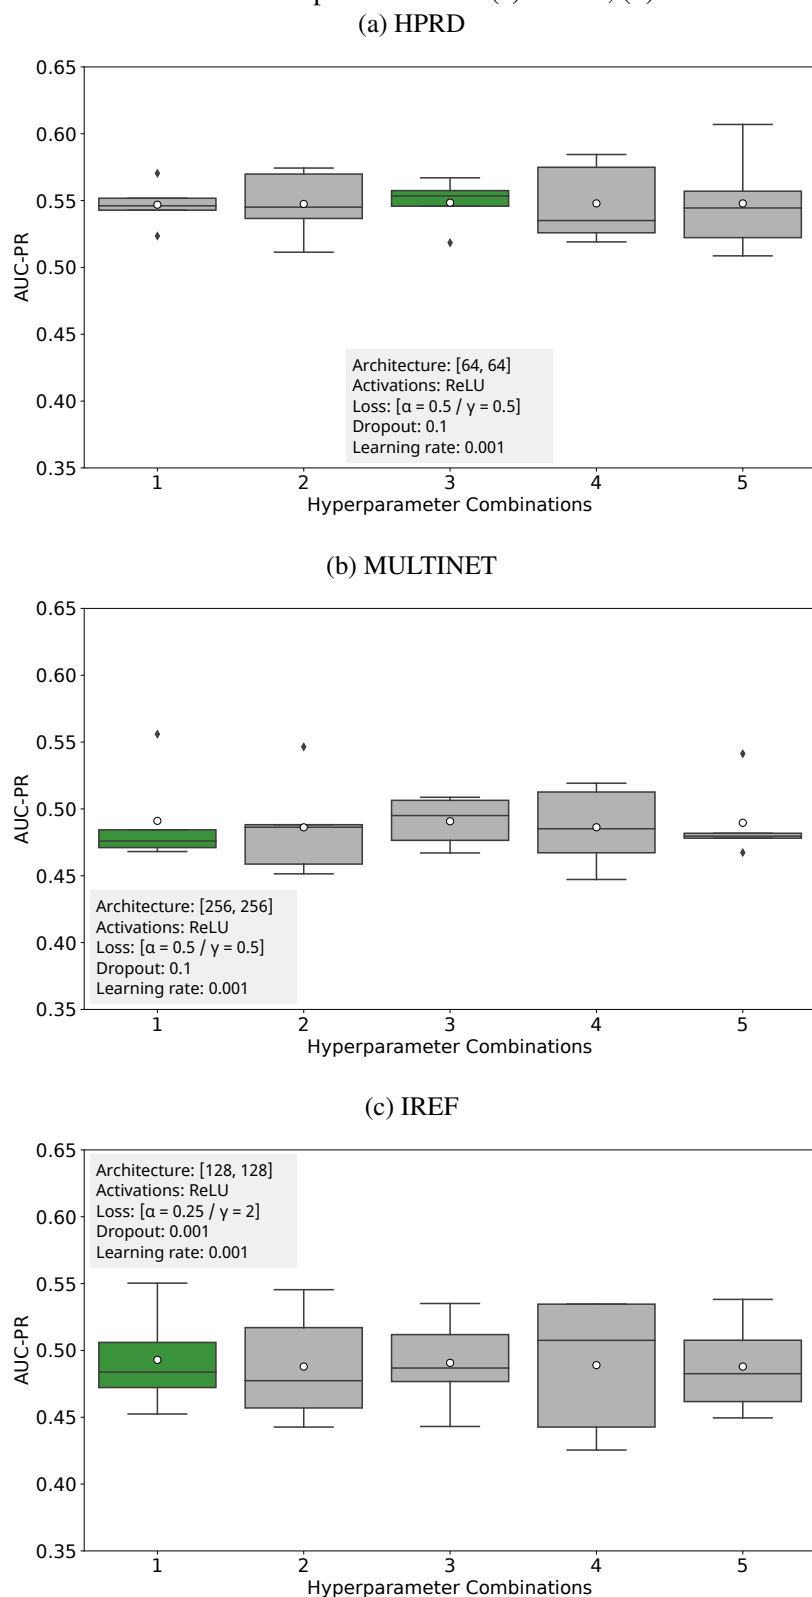 (a) HPRD
0.65
0.60
0.55
0.50
0.45
0.40
0.35
AUC-PR
Architecture: [64, 64]
Activations: ReLU
Loss: [α = 0.5 / γ = 0.5]
Dropout: 0.1
Learning rate: 0.001
1 2 3 4 5
Hyperparameter Combinations
(b) MULTINET
0.65
0.60
0.55
0.50
0.45
0.40
0.35
AUC-PR
Architecture: [256, 256]
Activations: ReLU
Loss: [α = 0.5 / γ = 0.5]
Dropout: 0.1
Learning rate: 0.001
1 2 3 4 5
Hyperparameter Combinations
(c) IREF
0.65
0.60
0.55
0.50
0.45
0.40
0.35
AUC-PR
Architecture: [128, 128]
Activations: ReLU
Loss: [α = 0.25 / γ = 2]
Dropout: 0.001
Learning rate: 0.001
1 2 3 4 5
Hyperparameter Combinations